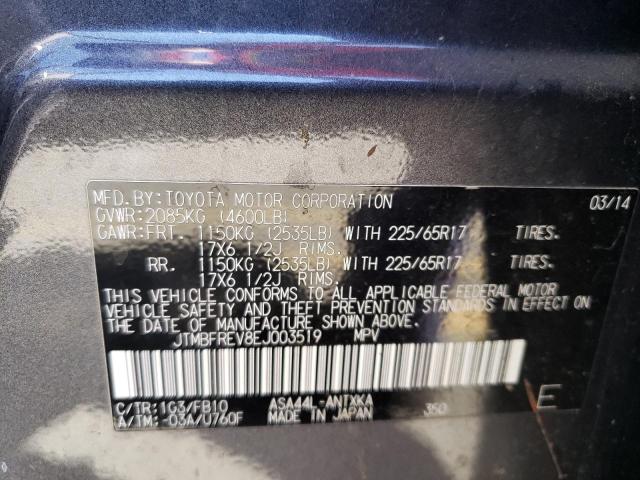 MFD.BY:TOYOTA MOTOR CORPORATION 03/14
GVWR:2085KG (4600LB)
GAWR:FRT. 1150KG (2535LB) WITH 225/65R17 TIRES.
17X6 1/2J RIMS.
RR. 1150KG (2535LB) WITH 225/65R17 TIRES.
17X6 1/2J RIMS.
THIS VEHICLE CONFORMS TO ALL APPLICABLE FEDERAL MOTOR
VEHICLE SAFETY AND THEFT PREVENTION STANDARDS IN EFFECT ON
THE DATE OF MANUFACTURE SHOWN ABOVE.
JTMBFREV8EJ003519 MPV
C/TR:1G3/FB10 ASA44L-ANTXKA 350 E
A/TM:-03A/U760F MADE IN JAPAN